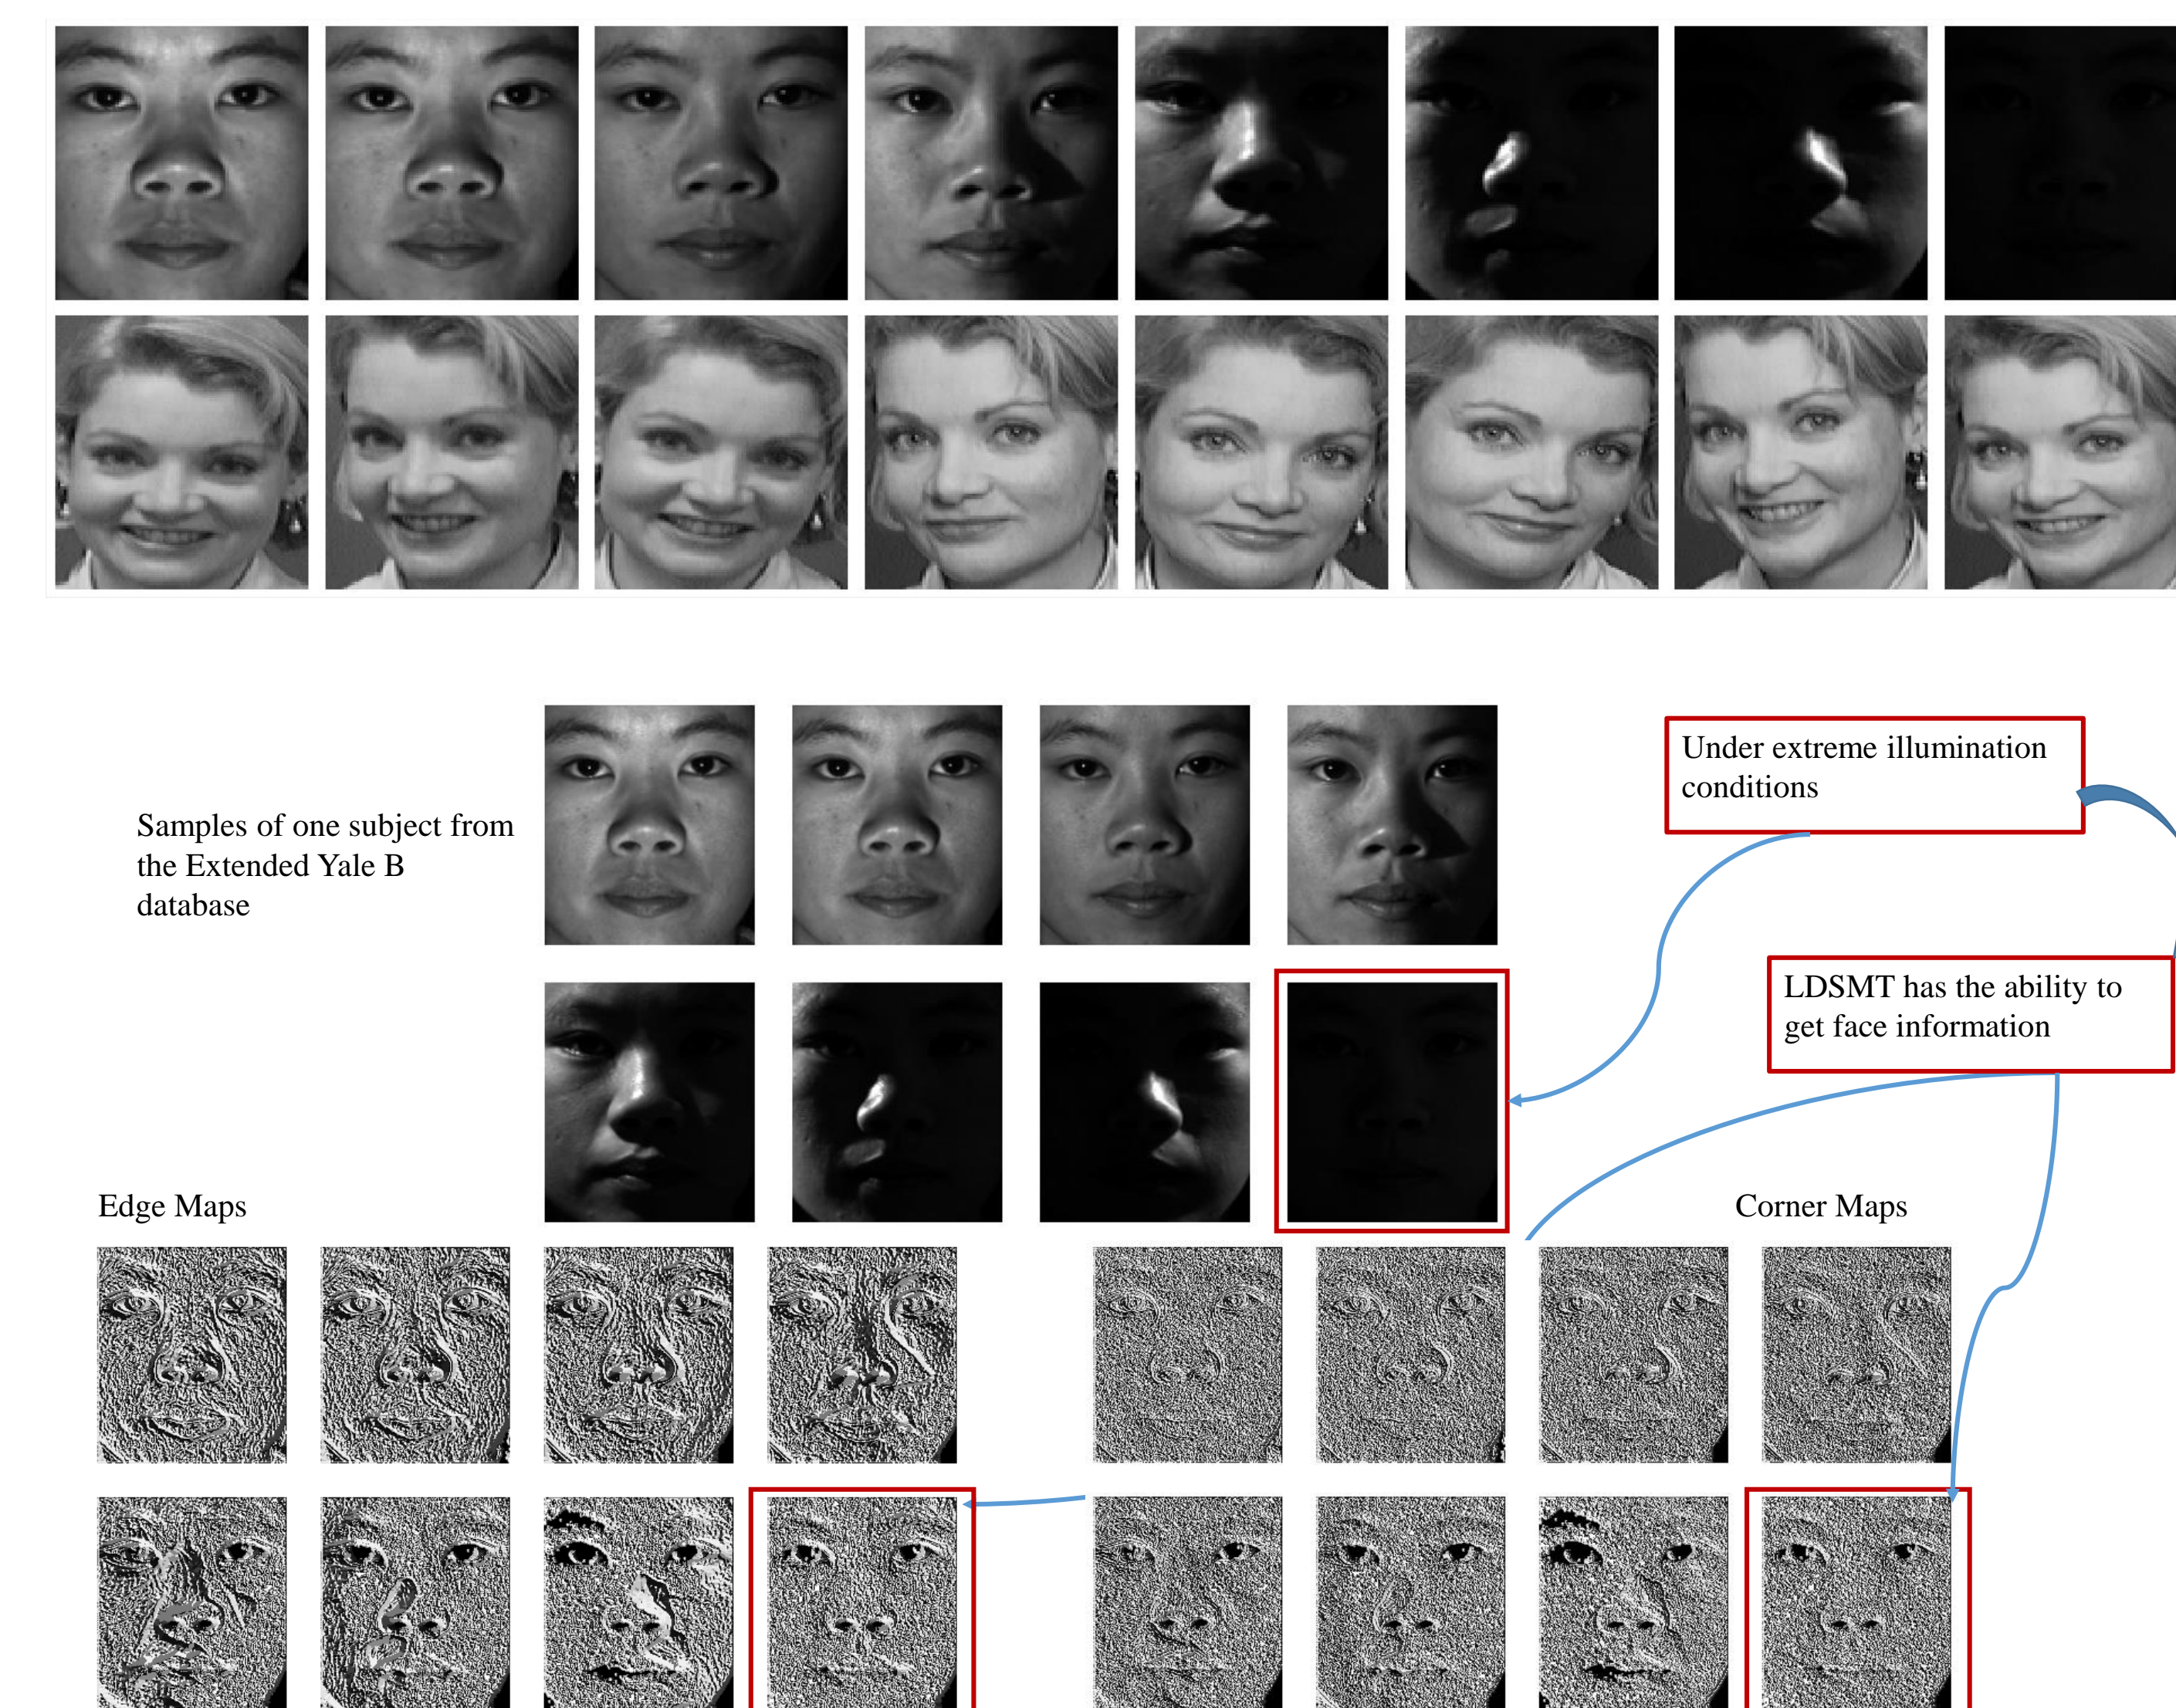 Under extreme illumination
conditions
Samples of one subject from
the Extended Yale B
database
LDSMT has the ability to
get face information
Edge Maps
Corner Maps